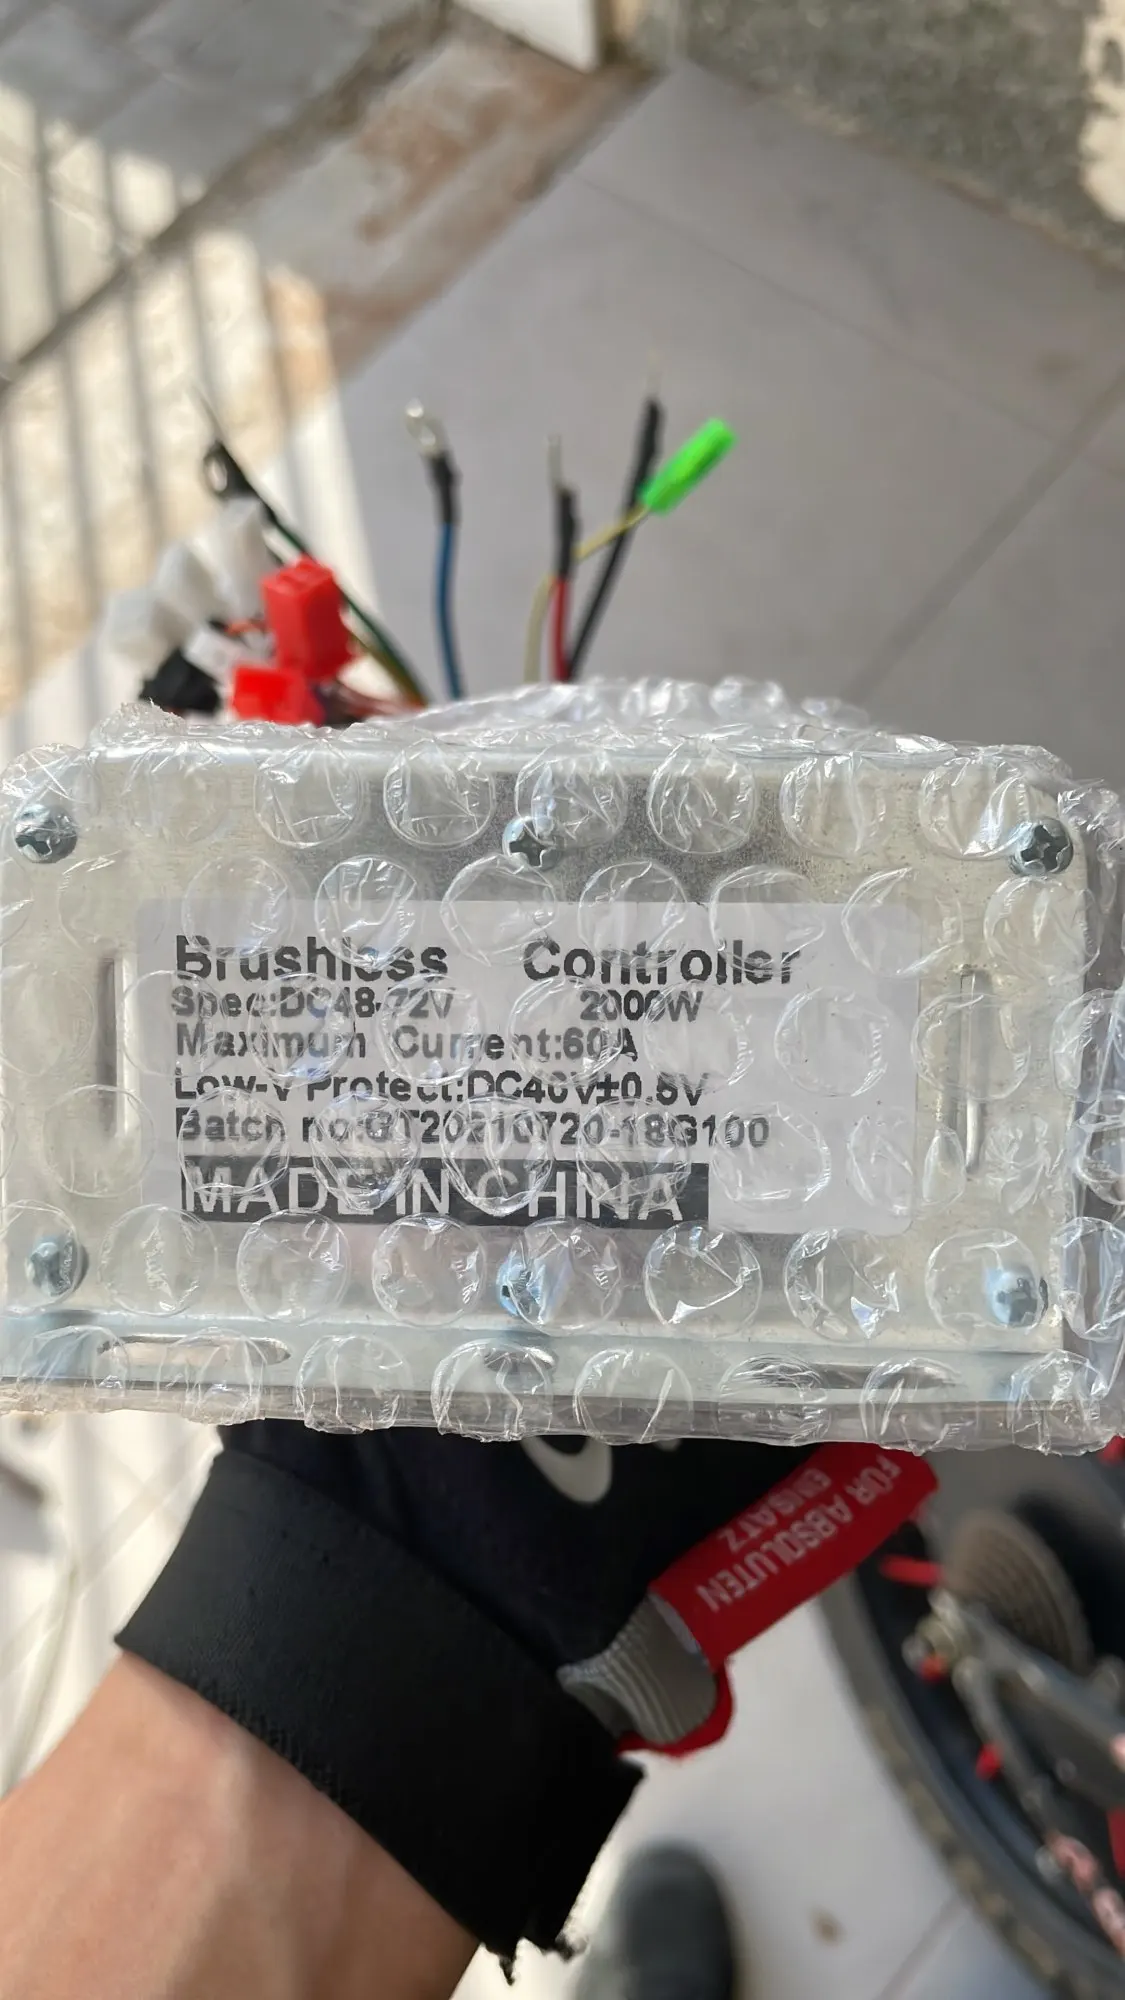 Brushless Controller
Spec:DC48-72V 2000W
Maximum Current:60A
Low-v Protect:DC40V±0.5V
Batch no:GT20210720-18G100
MADE IN CHINA
FÜR ABSOLUTEN
EINSATZ